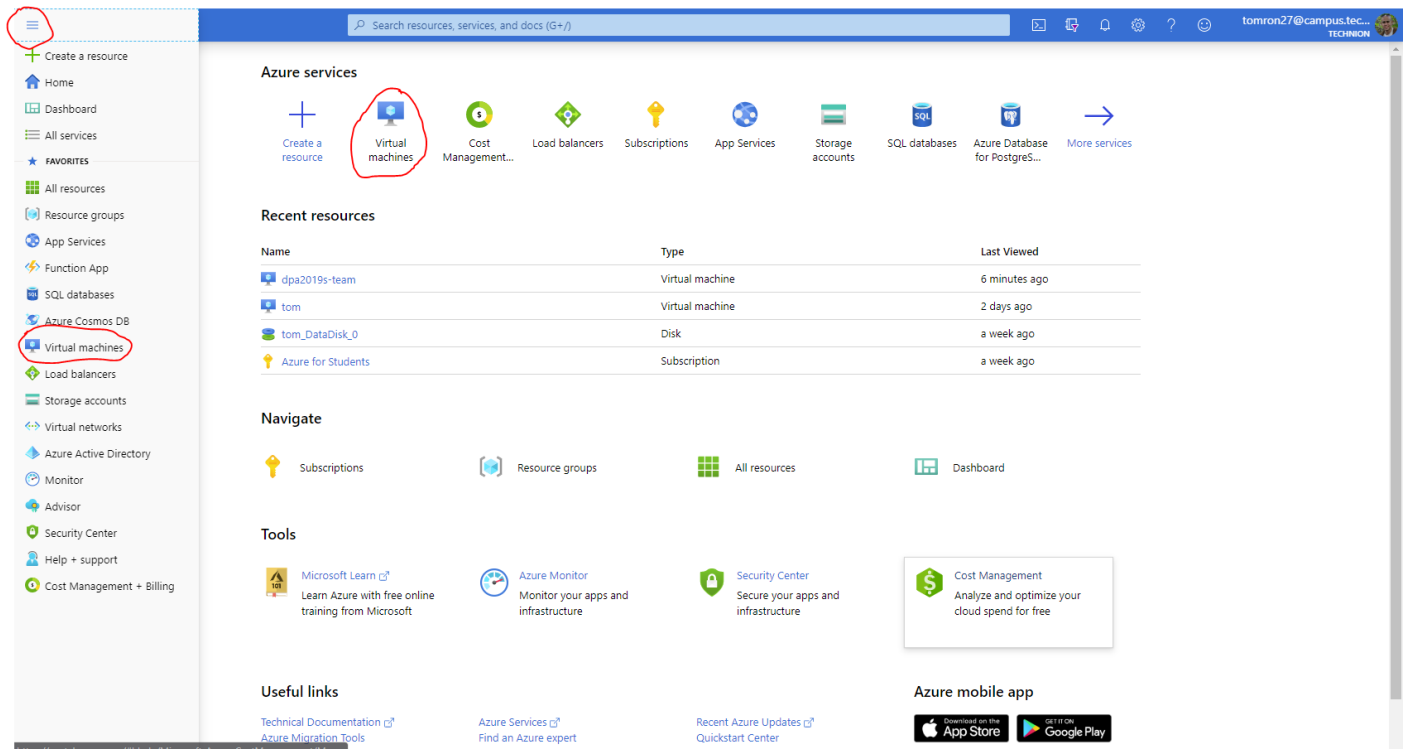 Search resources, services, and docs (G+/)
tomron27@campus.tec...
TECHNION
Create a resource
Home
Dashboard
All services
FAVORITES
All resources
Resource groups
App Services
Function App
SQL databases
Azure Cosmos DB
Virtual machines
Load balancers
Storage accounts
Virtual networks
Azure Active Directory
Monitor
Advisor
Security Center
Help + support
Cost Management + Billing
Azure services
Create a resource
Virtual machines
Cost Management...
Load balancers
Subscriptions
App Services
Storage accounts
SQL databases
Azure Database for PostgreS...
More services
Recent resources
Name Type Last Viewed
dpa2019s-team Virtual machine 6 minutes ago
tom Virtual machine 2 days ago
tom_DataDisk_0 Disk a week ago
Azure for Students Subscription a week ago
Navigate
Subscriptions Resource groups All resources Dashboard
Tools
Microsoft Learn
Learn Azure with free online
training from Microsoft
Azure Monitor
Monitor your apps and
infrastructure
Security Center
Secure your apps and
infrastructure
Cost Management
Analyze and optimize your
cloud spend for free
Useful links
Technical Documentation Azure Services Recent Azure Updates
Azure Migration Tools Find an Azure expert Quickstart Center
Azure mobile app
Download on the
App Store
GET IT ON
Google Play